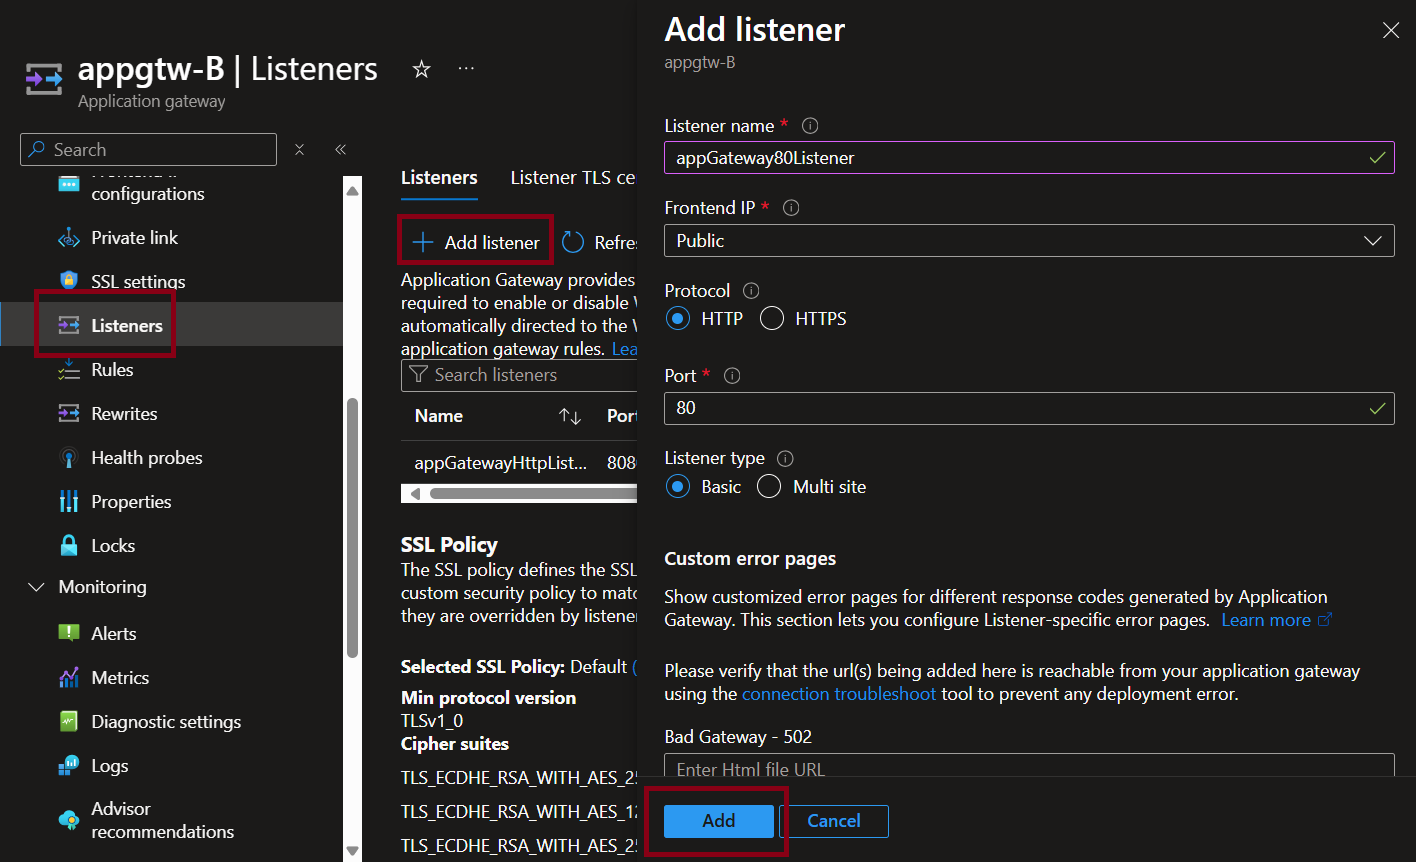 appgtw-B | Listeners
Application gateway
Search
configurations
Private link
SSL settings
Listeners
Rules
Rewrites
Health probes
Properties
Locks
Monitoring
Alerts
Metrics
Diagnostic settings
Logs
Advisor
recommendations
Listeners
Listener TLS ce
Add listener
Refres
Application Gateway provides
required to enable or disable
automatically directed to the
application gateway rules. Lea
Search listeners
Name
Port
appGatewayHttpList...
808
SSL Policy
The SSL policy defines the SSL
custom security policy to matc
they are overridden by listener
Selected SSL Policy: Default (
Min protocol version
TLSv1_0
Cipher suites
TLS_ECDHE_RSA_WITH_AES_25
TLS_ECDHE_RSA_WITH_AES_12
TLS_ECDHE_RSA_WITH_AES_25
Add listener
appgtw-B
Listener name *
appGateway80Listener
Frontend IP *
Public
Protocol
HTTP
HTTPS
Port *
80
Listener type
Basic
Multi site
Custom error pages
Show customized error pages for different response codes generated by Application
Gateway. This section lets you configure Listener-specific error pages. Learn more
Please verify that the url(s) being added here is reachable from your application gateway
using the connection troubleshoot tool to prevent any deployment error.
Bad Gateway - 502
Enter Html file URL
Add
Cancel